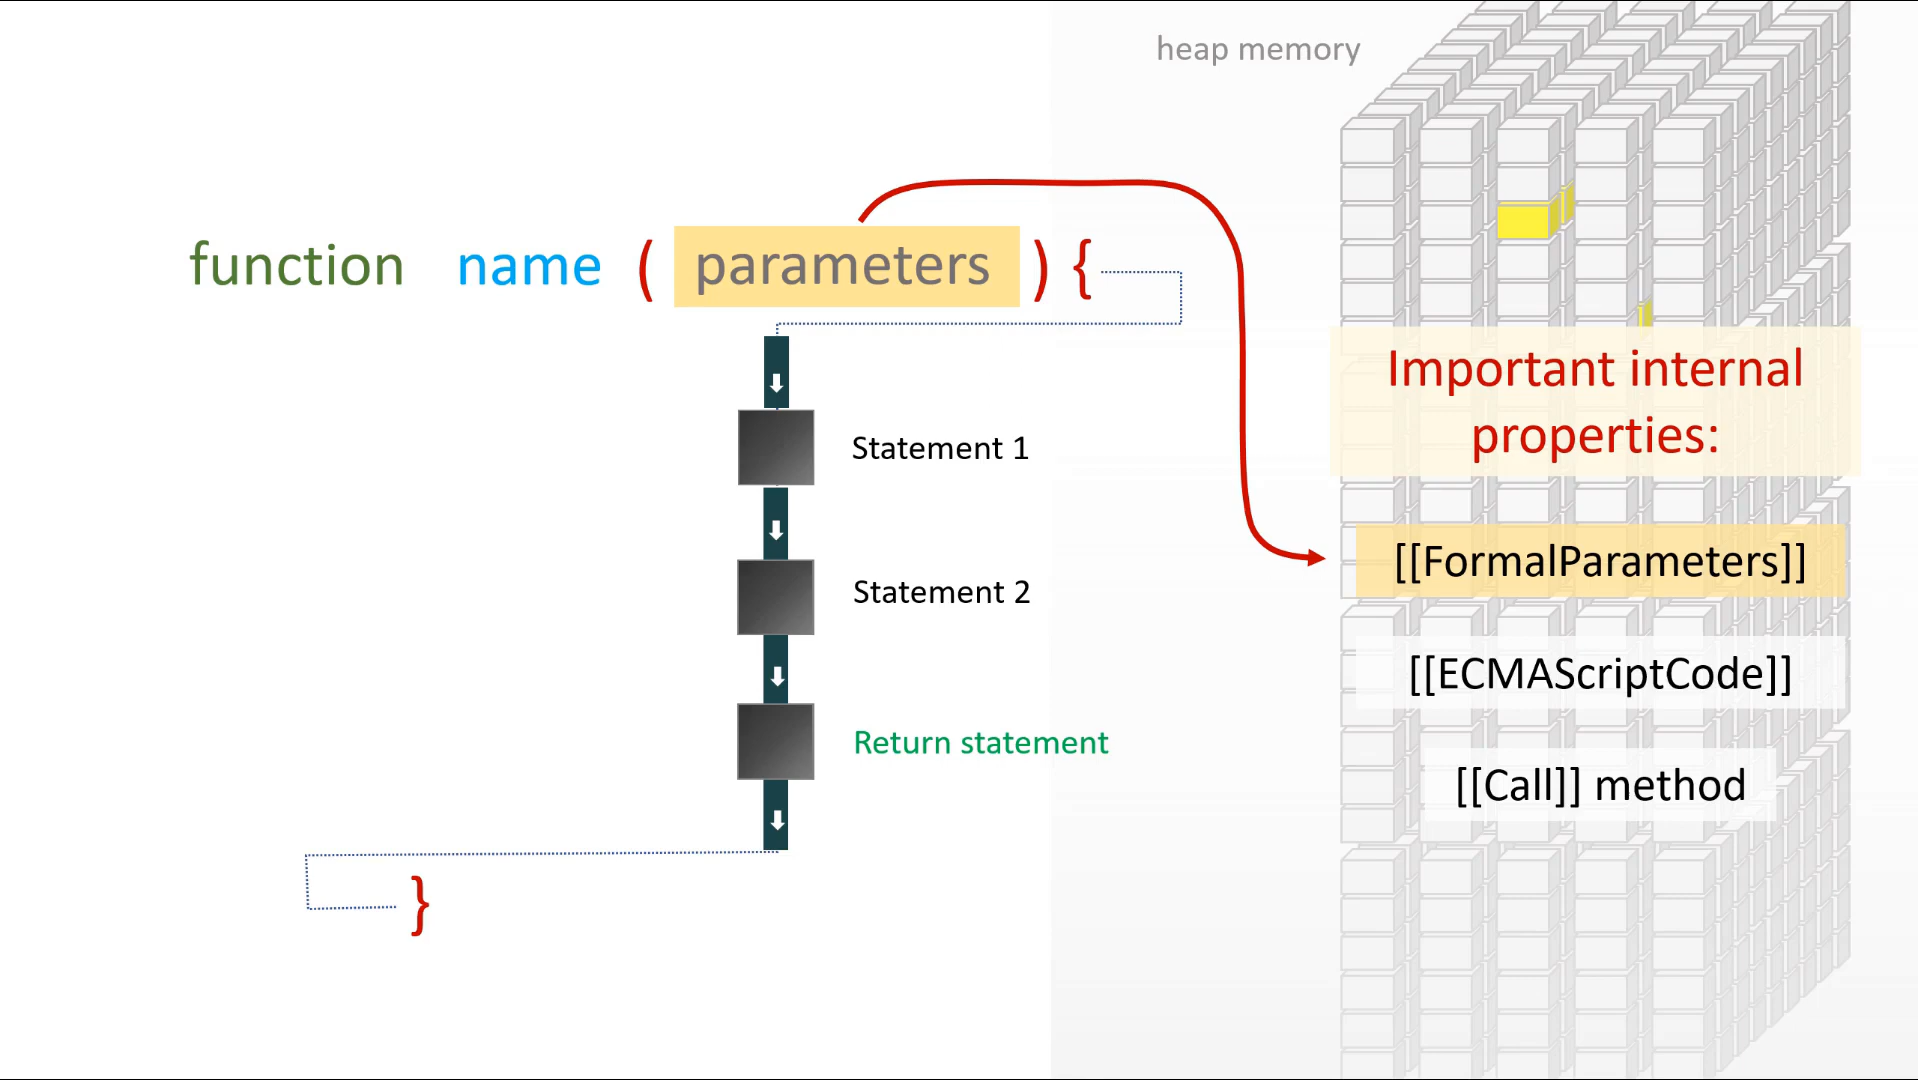 heap memory
function name ( parameters ) {
Statement 1
Statement 2
Return statement
}
Important internal
properties:
[[FormalParameters]]
[[ECMAScriptCode]]
[[Call]] method